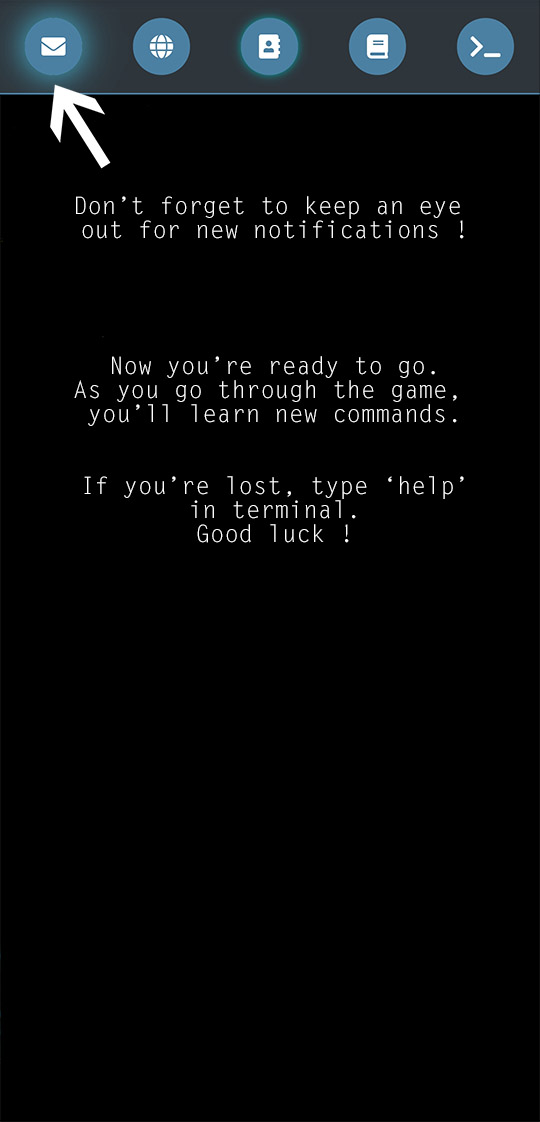 Don’t forget to keep an eye
out for new notifications !
Now you’re ready to go.
As you go through the game,
you’ll learn new commands.
If you’re lost, type ‘help’
in terminal.
Good luck !